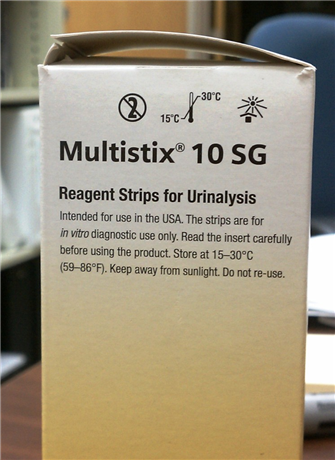 2
30°C
15°C
Multistix® 10 SG
Reagent Strips for Urinalysis
Intended for use in the USA. The strips are for
in vitro diagnostic use only. Read the insert carefully
before using the product. Store at 15–30°C
(59–86°F). Keep away from sunlight. Do not re-use.